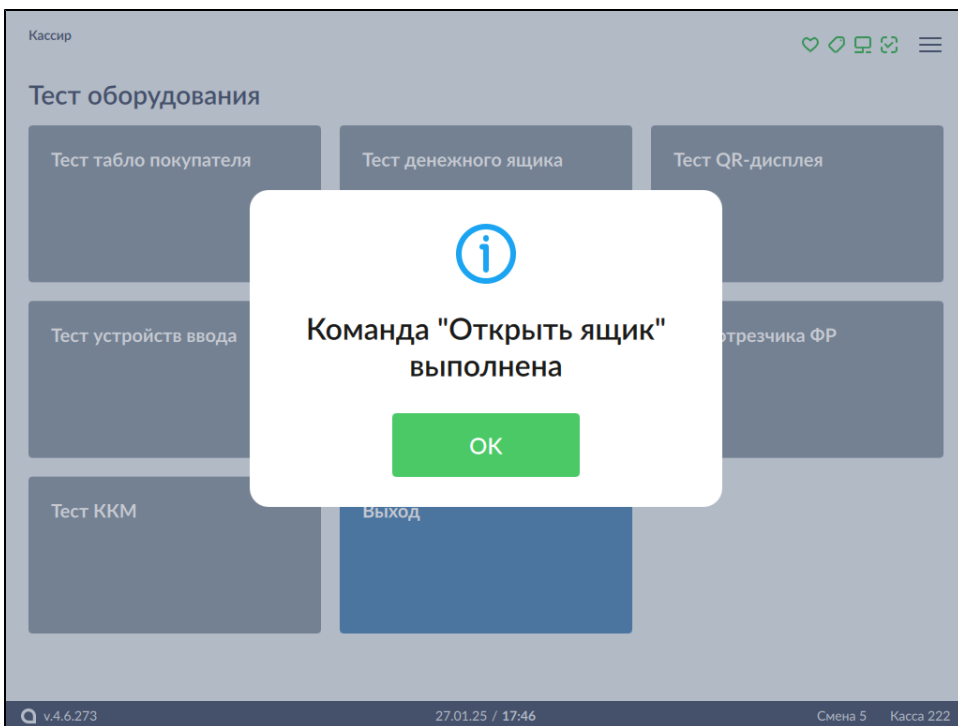 Кассир
Тест оборудования
Тест табло покупателя
Тест денежного ящика
Тест QR-дисплея
Команда "Открыть ящик"
выполнена
OK
Тест устройств ввода
ФР
Тест ККМ
Выход
v.4.6.273
27.01.25 / 17:46
Смена 5
Касса 222